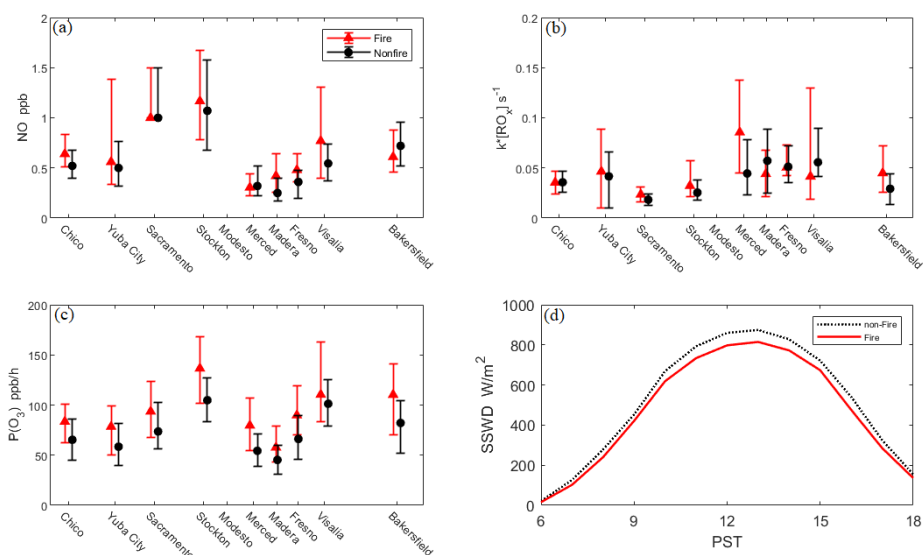 (a)
Fire
Nonfire
NO ppb
2
1.5
1
0.5
0
Chico
Yuba City
Sacramento
Stockton
Modesto
Merced
Madera
Fresno
Visalia
Bakersfield
(b)
k*[ROx] s-1
0.2
0.15
0.1
0.05
0
Chico
Yuba City
Sacramento
Stockton
Modesto
Merced
Madera
Fresno
Visalia
Bakersfield
(c)
P(O3) ppb/h
200
150
100
50
0
Chico
Yuba City
Sacramento
Stockton
Modesto
Merced
Madera
Fresno
Visalia
Bakersfield
(d)
non-Fire
Fire
SSWD W/m2
1000
800
600
400
200
0
6 9 12 15 18
PST